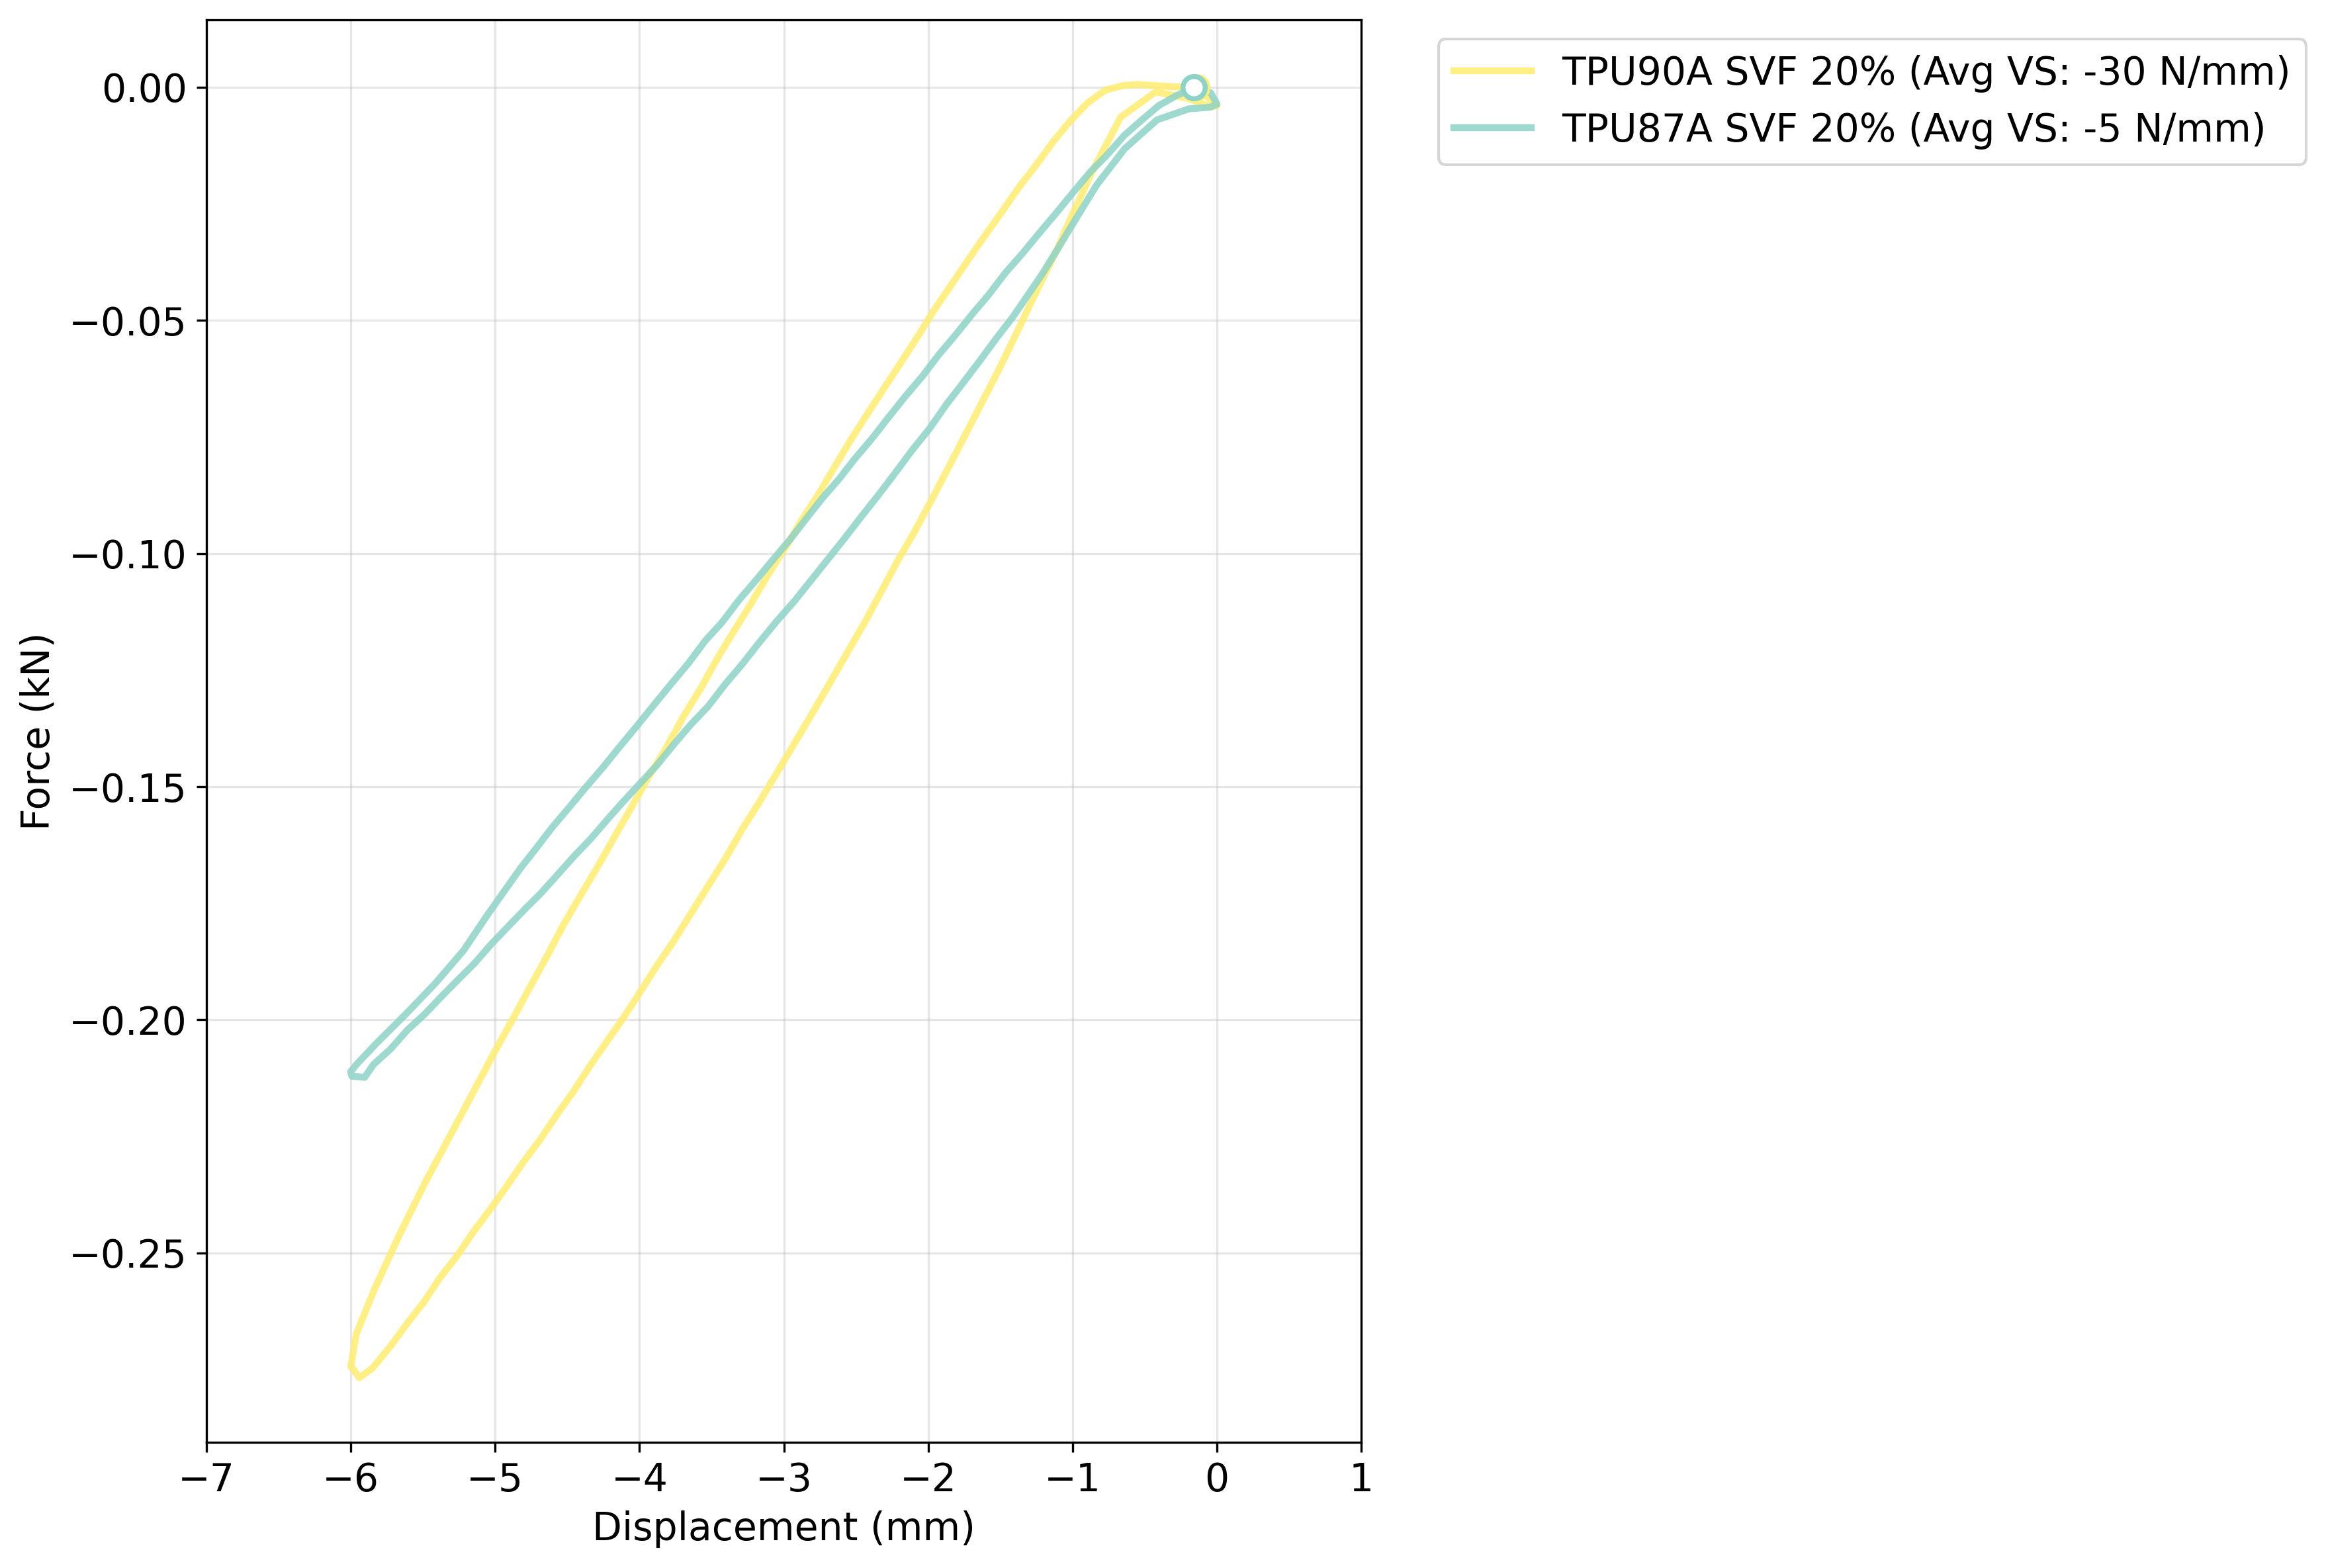 TPU90A SVF 20% (Avg VS: -30 N/mm)
TPU87A SVF 20% (Avg VS: -5 N/mm)
0.00
−0.05
−0.10
−0.15
−0.20
−0.25
Force (kN)
−7 −6 −5 −4 −3 −2 −1 0 1
Displacement (mm)